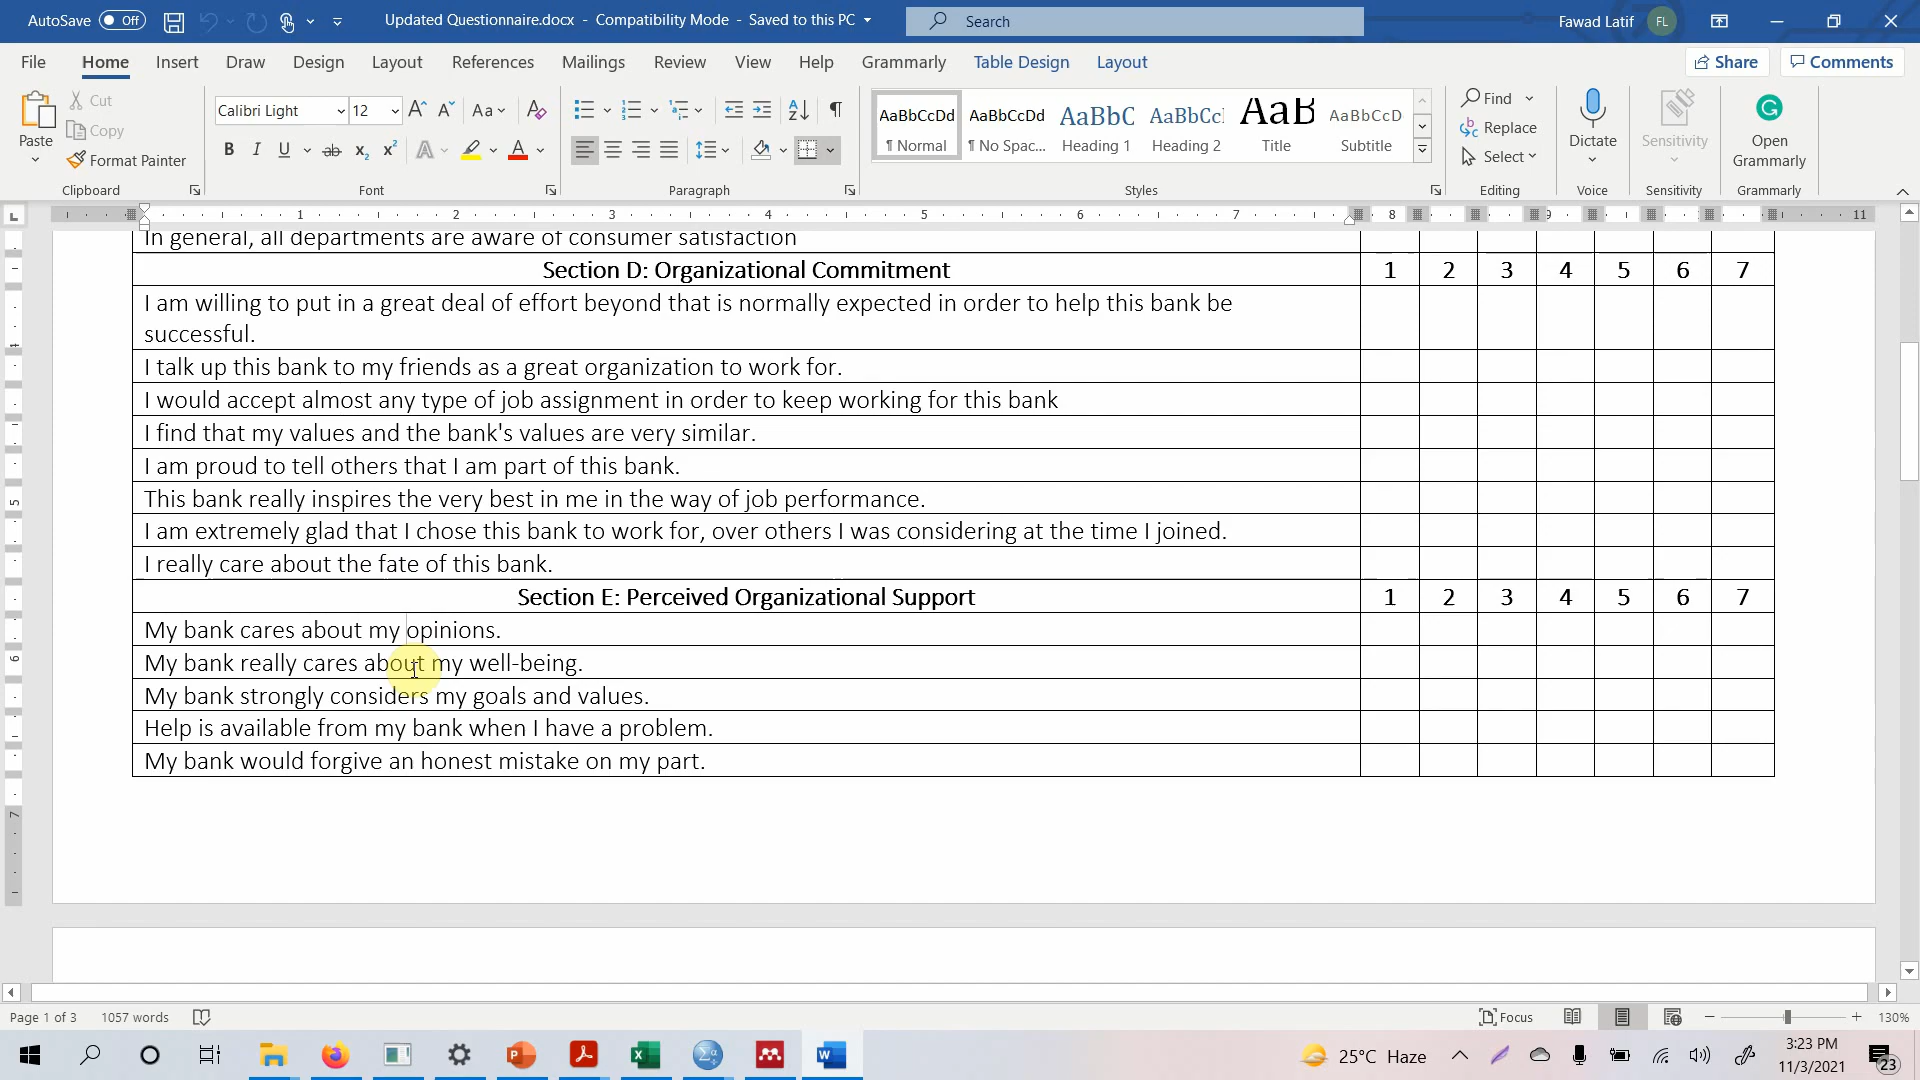 AutoSave Off Updated Questionnaire.docx - Compatibility Mode - Saved to this PC Search Fawad Latif FL
File Home Insert Draw Design Layout References Mailings Review View Help Grammarly Table Design Layout Share Comments
Paste Cut Copy Format Painter Clipboard
Calibri Light 12 Aa Font
Paragraph
AaBbCcDd AaBbCcDd AaBbC AaBbCc AaB AaBbCcD
¶ Normal ¶ No Spac... Heading 1 Heading 2 Title Subtitle
Styles
Find Replace Select Editing
Dictate Voice
Sensitivity Sensitivity
Open Grammarly Grammarly
1 2 3 4 5 6 7 8 9 11
In general, all departments are aware of consumer satisfaction
Section D: Organizational Commitment 1 2 3 4 5 6 7
I am willing to put in a great deal of effort beyond that is normally expected in order to help this bank be
successful.
I talk up this bank to my friends as a great organization to work for.
I would accept almost any type of job assignment in order to keep working for this bank
I find that my values and the bank's values are very similar.
I am proud to tell others that I am part of this bank.
This bank really inspires the very best in me in the way of job performance.
I am extremely glad that I chose this bank to work for, over others I was considering at the time I joined.
I really care about the fate of this bank.
Section E: Perceived Organizational Support 1 2 3 4 5 6 7
My bank cares about my opinions.
My bank really cares about my well-being.
My bank strongly considers my goals and values.
Help is available from my bank when I have a problem.
My bank would forgive an honest mistake on my part.
Page 1 of 3 1057 words Focus 130%
25°C Haze 3:23 PM
11/3/2021 23